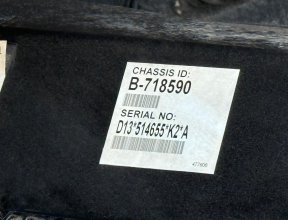 CHASSIS ID:
B-718590
SERIAL NO:
D13*514655*K2*A